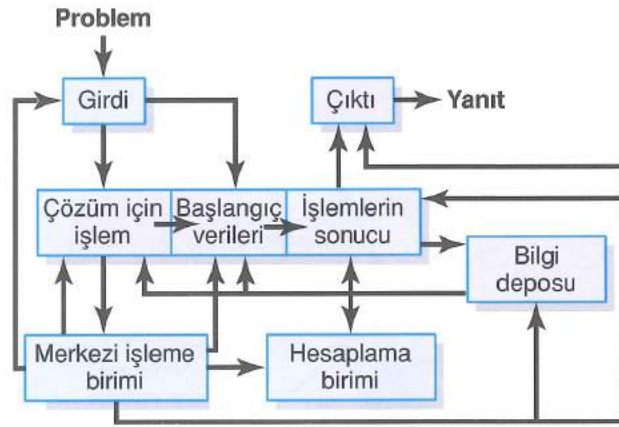 Problem
Girdi
Çıktı
Yanıt
Çözüm için
işlem
Başlangıç
verileri
İşlemlerin
sonucu
Bilgi
deposu
Merkezi işleme
birimi
Hesaplama
birimi